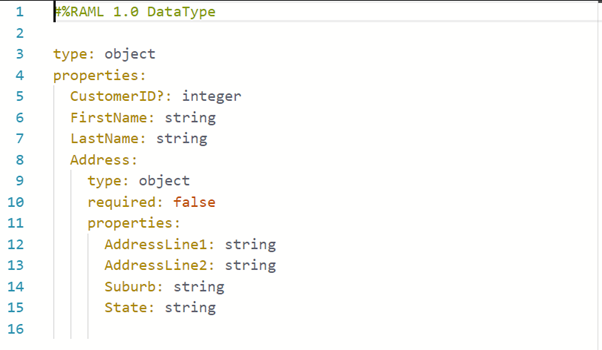 1 #%RAML 1.0 DataType
2
3 type: object
4 properties:
5 CustomerID?: integer
6 FirstName: string
7 LastName: string
8 Address:
9 type: object
10 required: false
11 properties:
12 AddressLine1: string
13 AddressLine2: string
14 Suburb: string
15 State: string
16